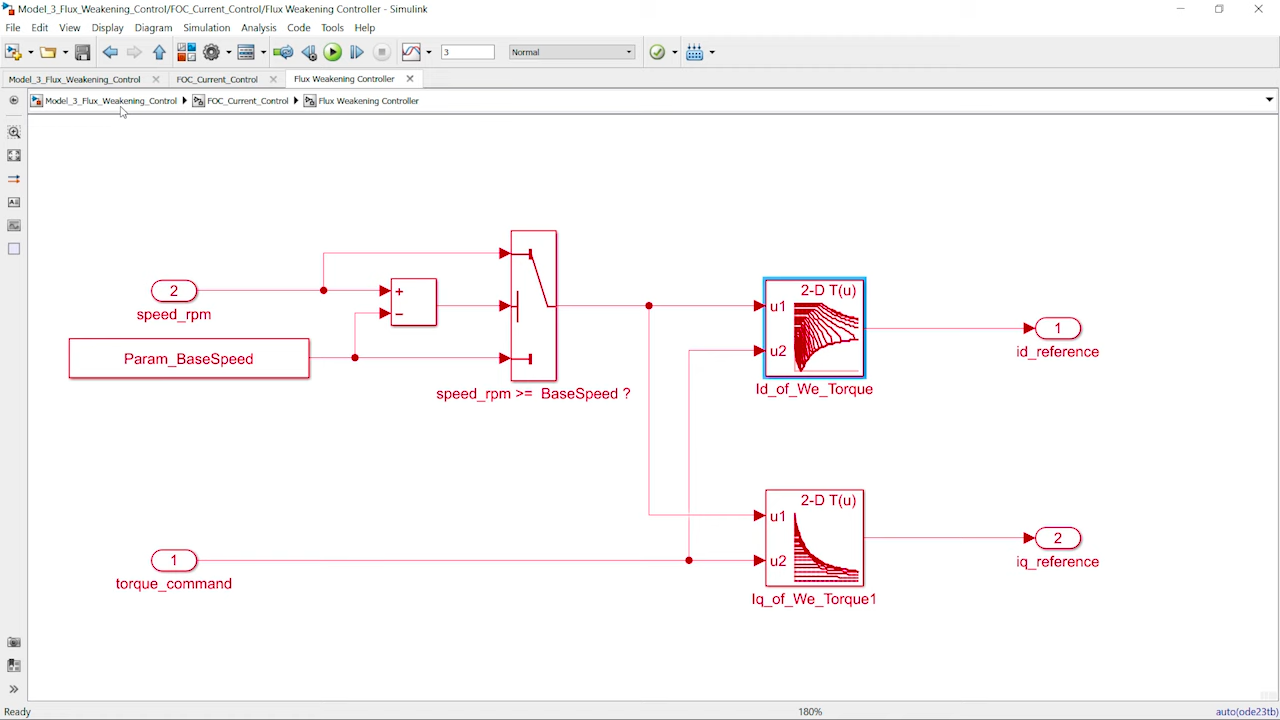 Model_3_Flux_Weakening_Control/FOC_Current_Control/Flux Weakening Controller - Simulink
File Edit View Display Diagram Simulation Analysis Code Tools Help
3 Normal
Model_3_Flux_Weakening_Control FOC_Current_Control Flux Weakening Controller
Model_3_Flux_Weakening_Control FOC_Current_Control Flux Weakening Controller
2
speed_rpm
Param_BaseSpeed
+
−
speed_rpm >= BaseSpeed ?
2-D T(u)
u1
u2
Id_of_We_Torque
1
id_reference
2-D T(u)
u1
u2
Iq_of_We_Torque1
2
iq_reference
1
torque_command
Ready 180% auto(ode23tb)